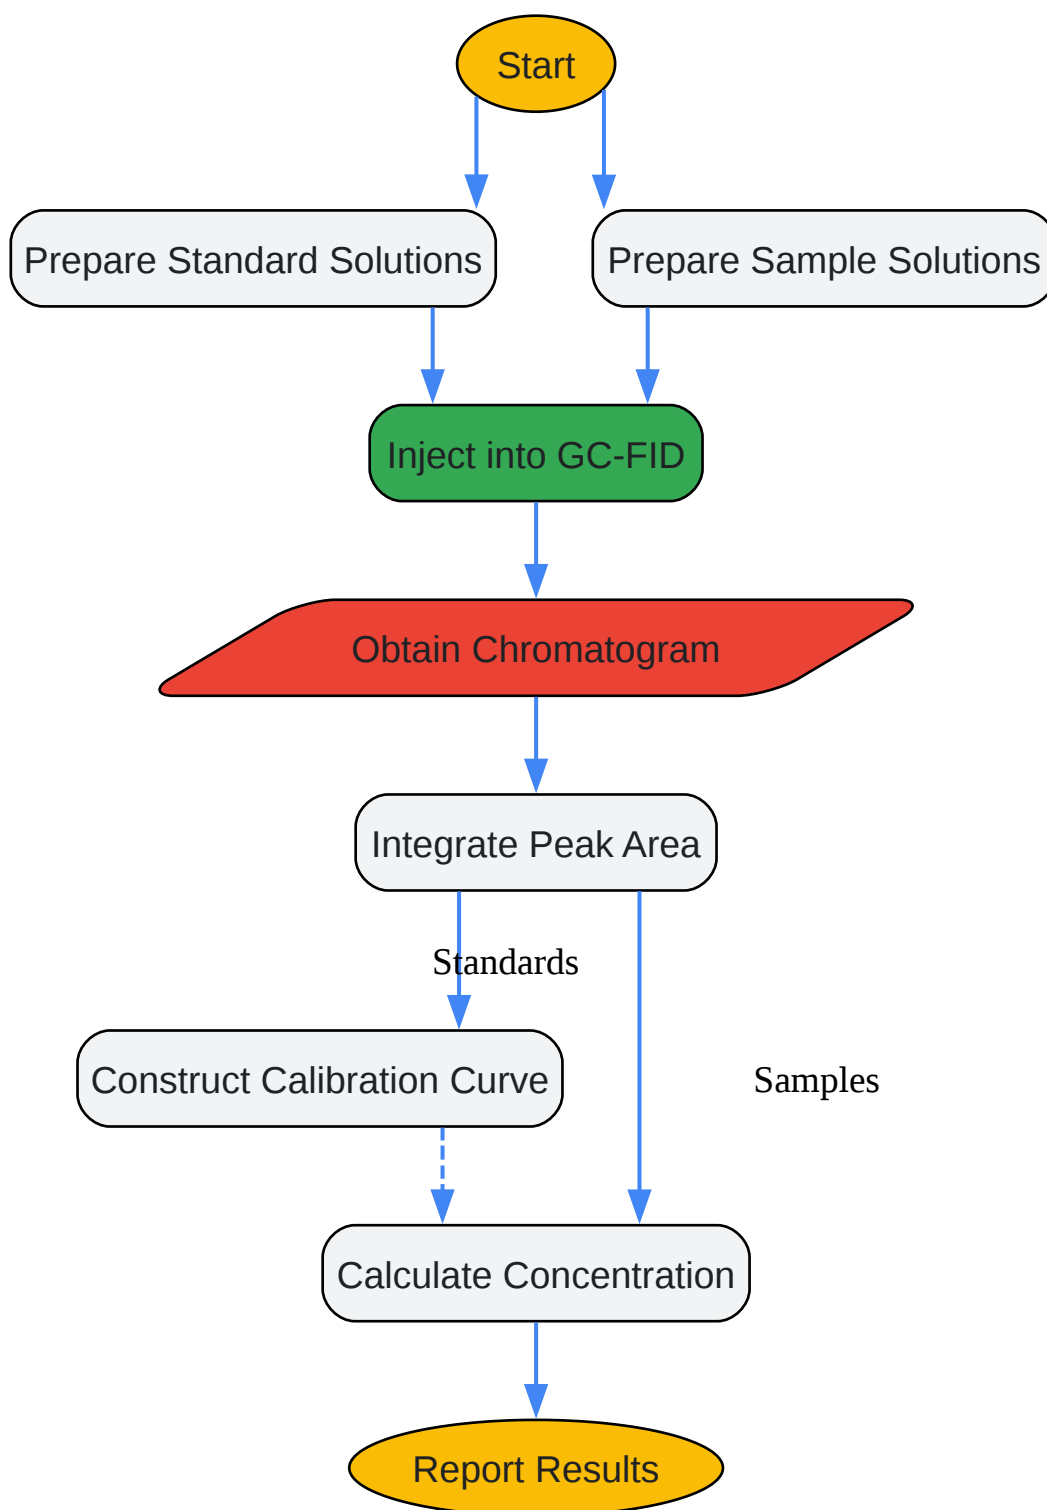 Start
Prepare Standard Solutions
Prepare Sample Solutions
Inject into GC-FID
Obtain Chromatogram
Integrate Peak Area
Standards
Construct Calibration Curve
Samples
Calculate Concentration
Report Results